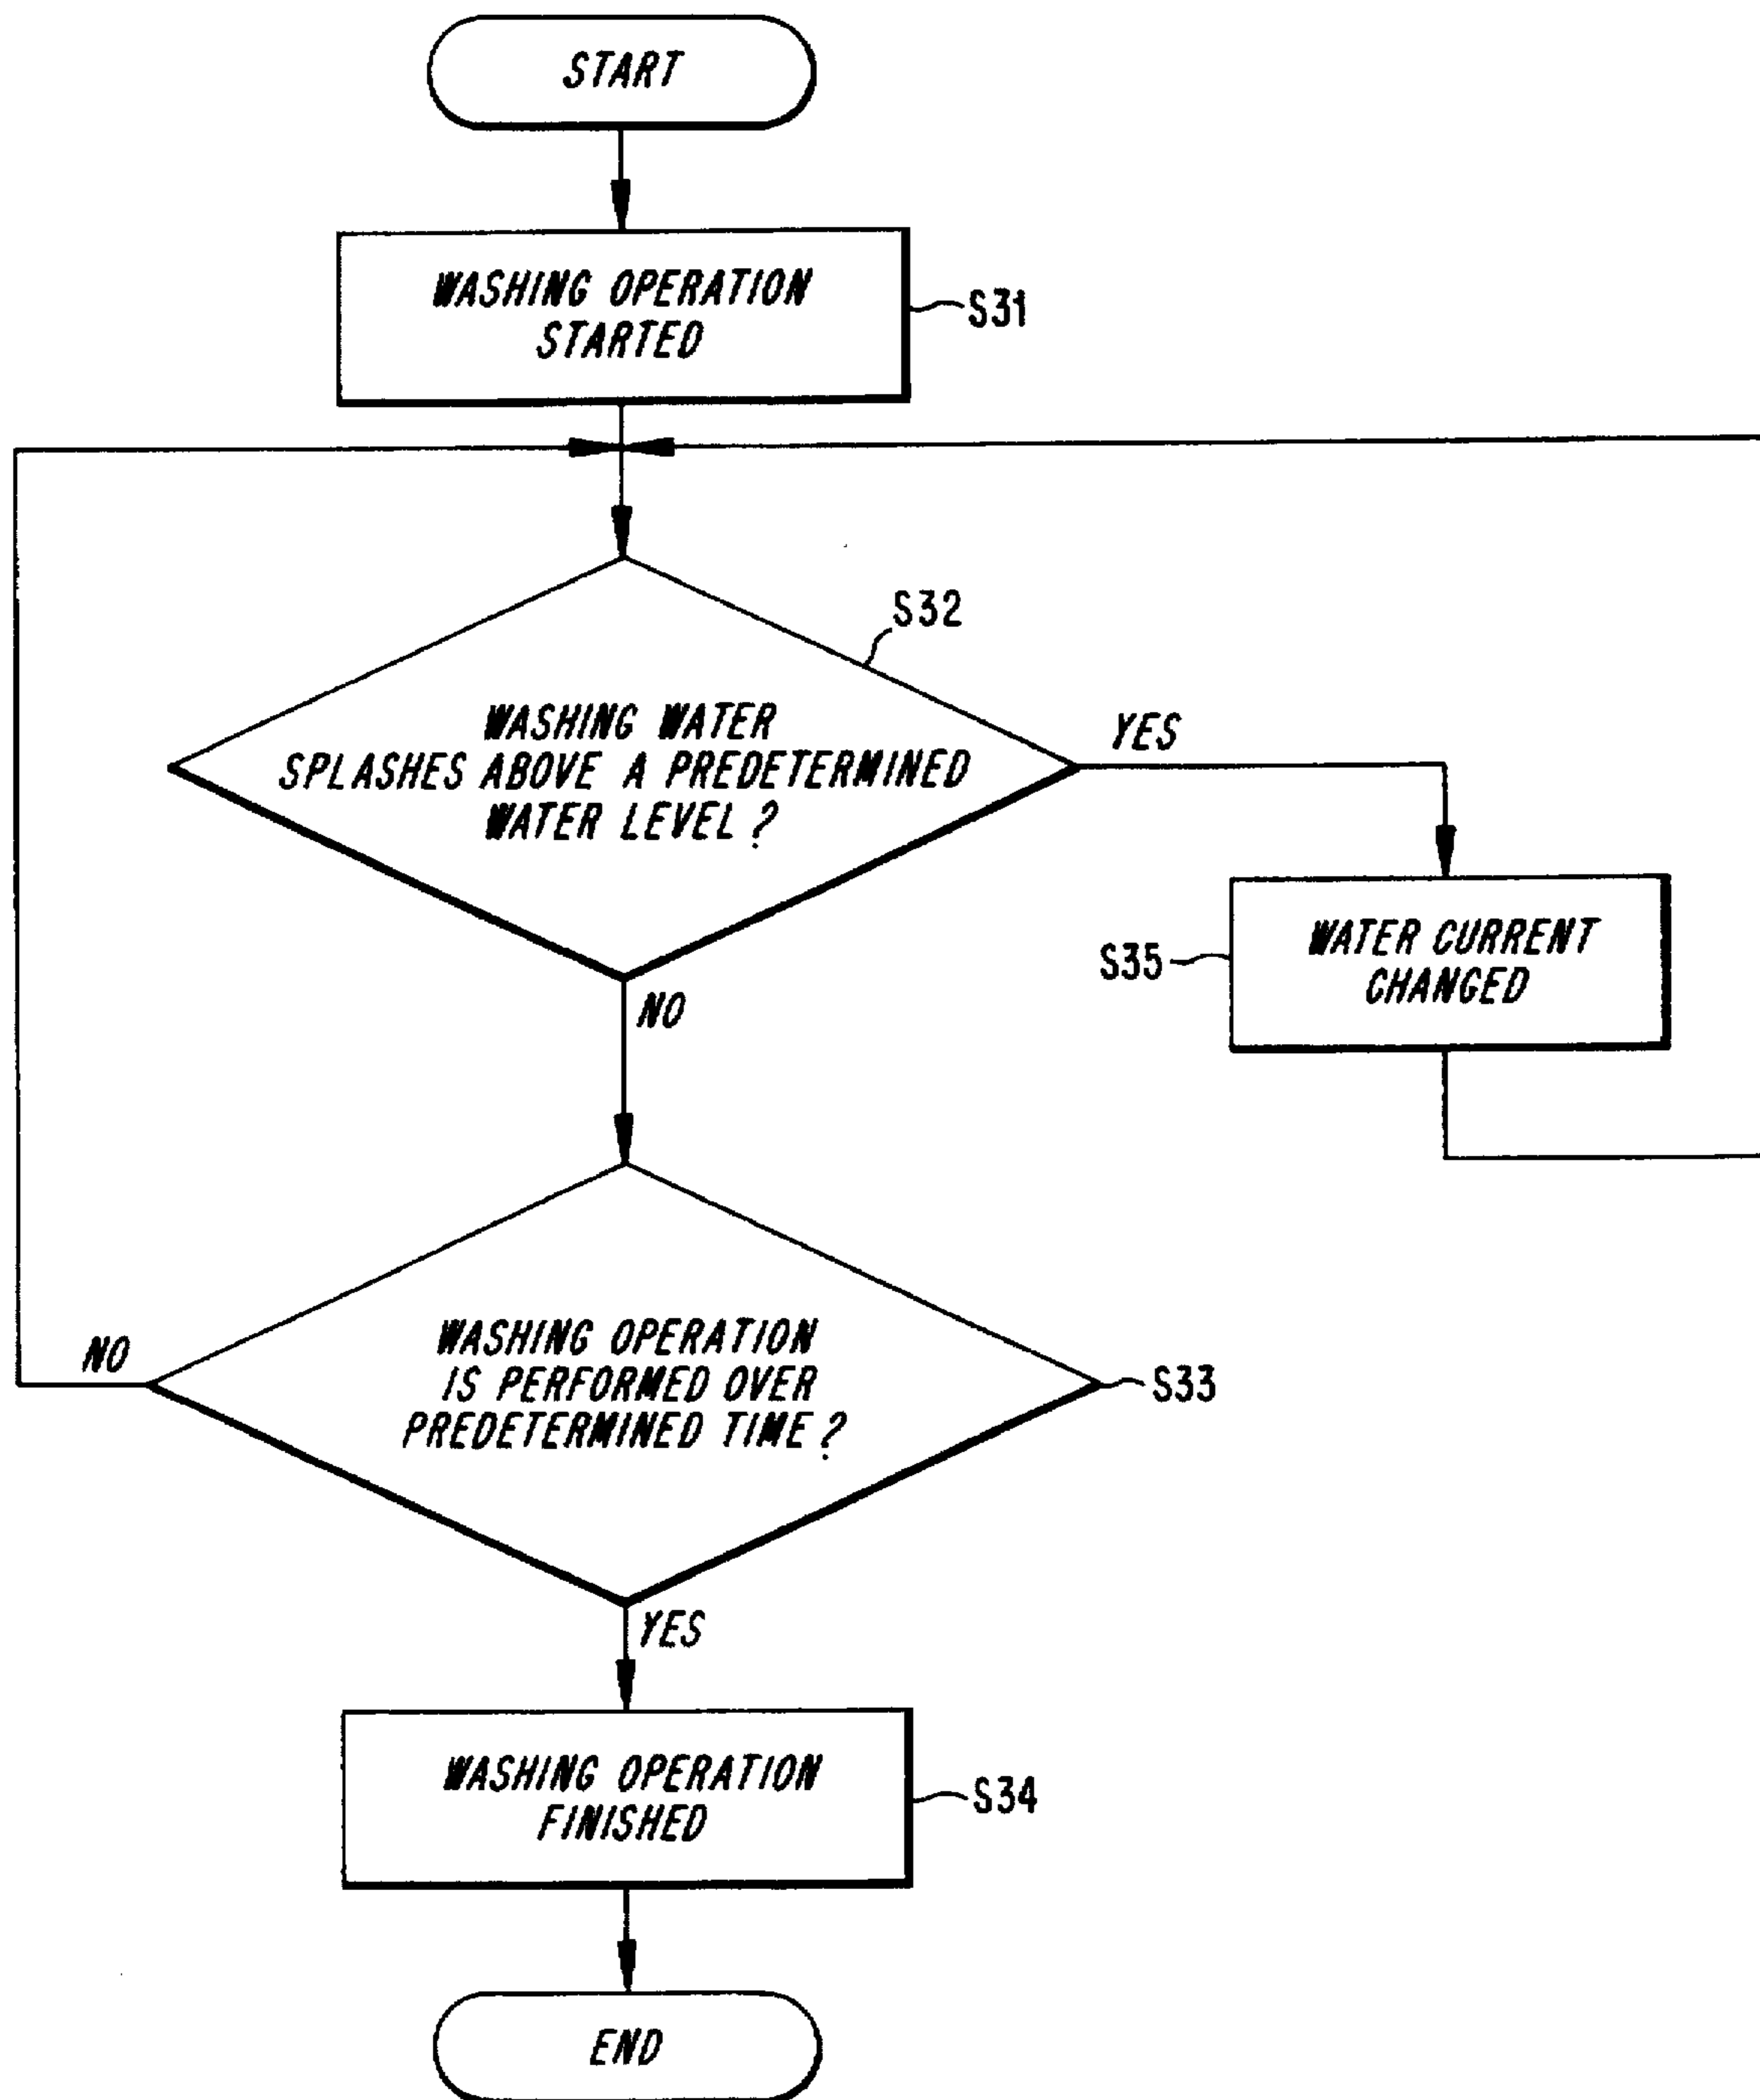 START
WASHING OPERATION
STARTED
S31
S32
WASHING WATER
SPLASHES ABOVE A PREDETERMINED
WATER LEVEL?
YES
WATER CURRENT
CHANGED
S35
NO
WASHING OPERATION
IS PERFORMED OVER
PREDETERMINED TIME?
NO
S33
YES
WASHING OPERATION
FINISHED
S34
END